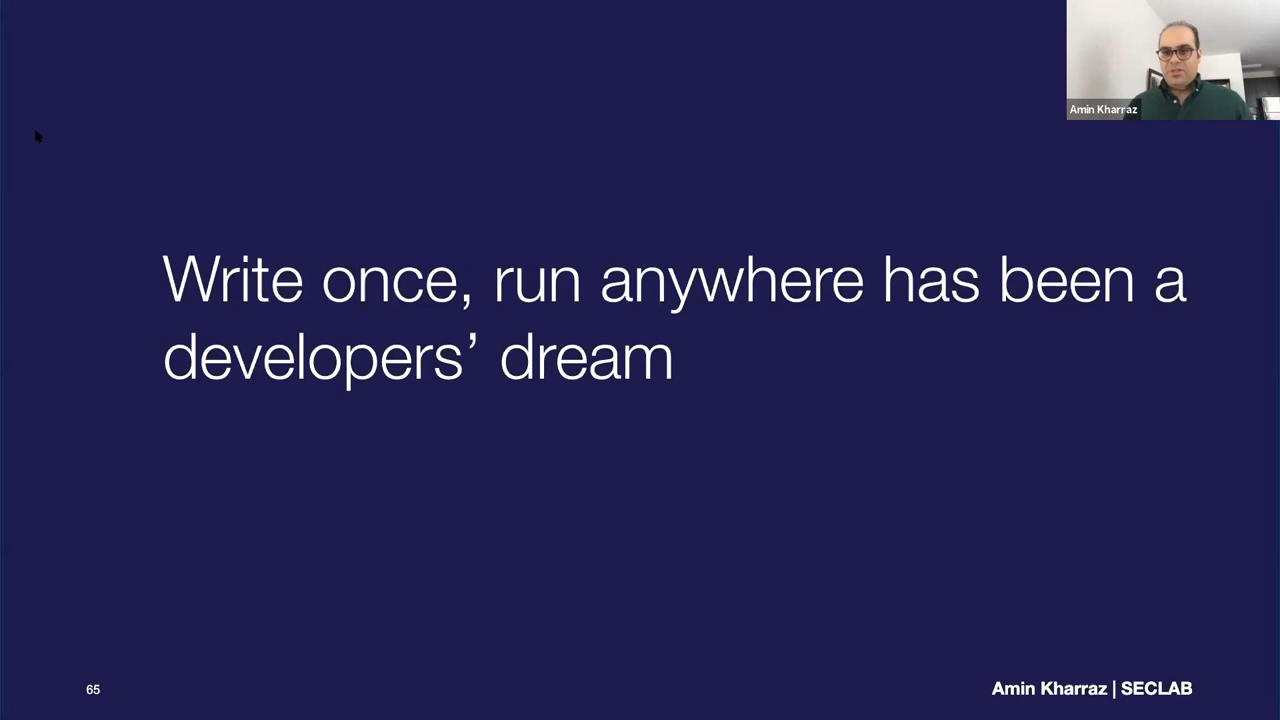 Amin Kharraz
Write once, run anywhere has been a
developers’ dream
65
Amin Kharraz | SECLAB